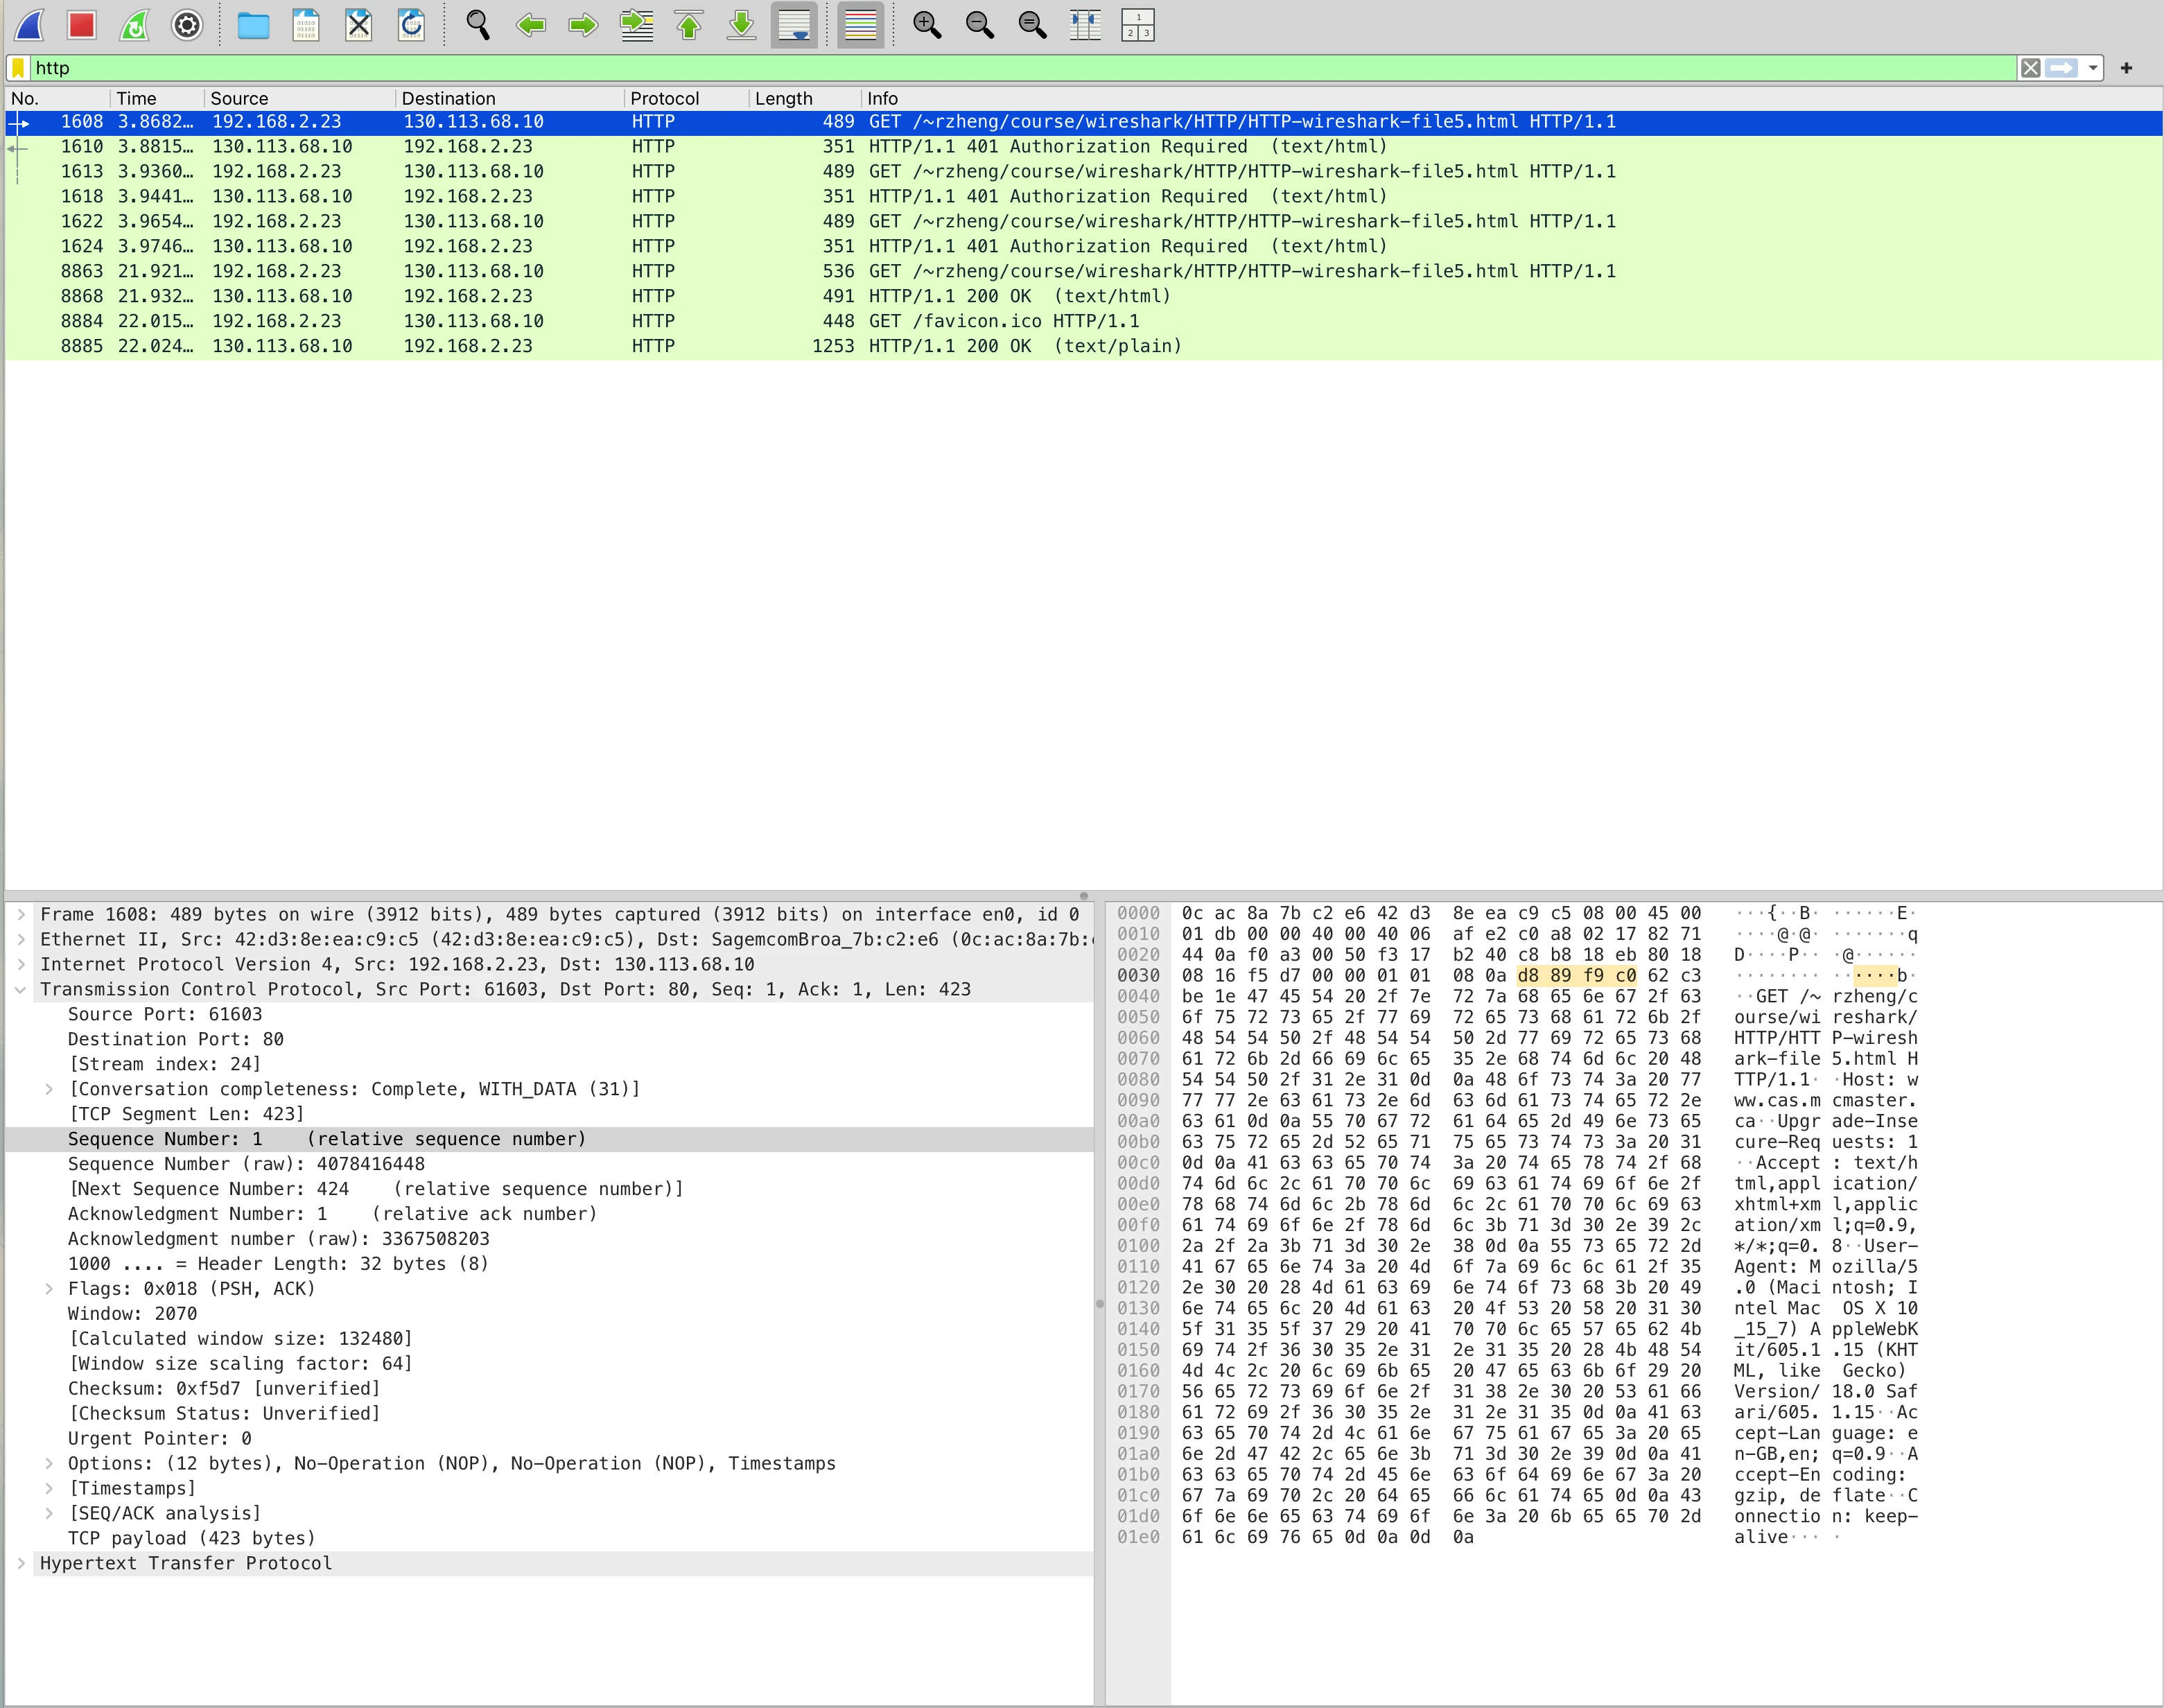 http
No. Time Source Destination Protocol Length Info
1608 3.8682… 192.168.2.23 130.113.68.10 HTTP 489 GET /~rzheng/course/wireshark/HTTP/HTTP-wireshark-file5.html HTTP/1.1
1610 3.8815… 130.113.68.10 192.168.2.23 HTTP 351 HTTP/1.1 401 Authorization Required (text/html)
1613 3.9360… 192.168.2.23 130.113.68.10 HTTP 489 GET /~rzheng/course/wireshark/HTTP/HTTP-wireshark-file5.html HTTP/1.1
1618 3.9441… 130.113.68.10 192.168.2.23 HTTP 351 HTTP/1.1 401 Authorization Required (text/html)
1622 3.9654… 192.168.2.23 130.113.68.10 HTTP 489 GET /~rzheng/course/wireshark/HTTP/HTTP-wireshark-file5.html HTTP/1.1
1624 3.9746… 130.113.68.10 192.168.2.23 HTTP 351 HTTP/1.1 401 Authorization Required (text/html)
8863 21.921… 192.168.2.23 130.113.68.10 HTTP 536 GET /~rzheng/course/wireshark/HTTP/HTTP-wireshark-file5.html HTTP/1.1
8868 21.932… 130.113.68.10 192.168.2.23 HTTP 491 HTTP/1.1 200 OK (text/html)
8884 22.015… 192.168.2.23 130.113.68.10 HTTP 448 GET /favicon.ico HTTP/1.1
8885 22.024… 130.113.68.10 192.168.2.23 HTTP 1253 HTTP/1.1 200 OK (text/plain)
Frame 1608: 489 bytes on wire (3912 bits), 489 bytes captured (3912 bits) on interface en0, id 0
Ethernet II, Src: 42:d3:8e:ea:c9:c5 (42:d3:8e:ea:c9:c5), Dst: SagemcomBroa_7b:c2:e6 (0c:ac:8a:7b:
Internet Protocol Version 4, Src: 192.168.2.23, Dst: 130.113.68.10
Transmission Control Protocol, Src Port: 61603, Dst Port: 80, Seq: 1, Ack: 1, Len: 423
Source Port: 61603
Destination Port: 80
[Stream index: 24]
[Conversation completeness: Complete, WITH_DATA (31)]
[TCP Segment Len: 423]
Sequence Number: 1 (relative sequence number)
Sequence Number (raw): 4078416448
[Next Sequence Number: 424 (relative sequence number)]
Acknowledgment Number: 1 (relative ack number)
Acknowledgment number (raw): 3367508203
1000 .... = Header Length: 32 bytes (8)
Flags: 0x018 (PSH, ACK)
Window: 2070
[Calculated window size: 132480]
[Window size scaling factor: 64]
Checksum: 0xf5d7 [unverified]
[Checksum Status: Unverified]
Urgent Pointer: 0
Options: (12 bytes), No-Operation (NOP), No-Operation (NOP), Timestamps
[Timestamps]
[SEQ/ACK analysis]
TCP payload (423 bytes)
Hypertext Transfer Protocol
0000 0c ac 8a 7b c2 e6 42 d3 8e ea c9 c5 08 00 45 00 ···{··B· ······E·
0010 01 db 00 00 40 00 40 06 af e2 c0 a8 02 17 82 71 ····@·@· ·······q
0020 44 0a f0 a3 00 50 f3 17 b2 40 c8 b8 18 eb 80 18 D····P·· ·@······
0030 08 16 f5 d7 00 00 01 01 08 0a d8 89 f9 c0 62 c3 ········ ······b·
0040 be 1e 47 45 54 20 2f 7e 72 7a 68 65 6e 67 2f 63 ··GET /~ rzheng/c
0050 6f 75 72 73 65 2f 77 69 72 65 73 68 61 72 6b 2f ourse/wi reshark/
0060 48 54 54 50 2f 48 54 54 50 2d 77 69 72 65 73 68 HTTP/HTT P-wiresh
0070 61 72 6b 2d 66 69 6c 65 35 2e 68 74 6d 6c 20 48 ark-file 5.html H
0080 54 54 50 2f 31 2e 31 0d 0a 48 6f 73 74 3a 20 77 TTP/1.1· ·Host: w
0090 77 77 2e 63 61 73 2e 6d 63 6d 61 73 74 65 72 2e ww.cas.m cmaster.
00a0 63 61 0d 0a 55 70 67 72 61 64 65 2d 49 6e 73 65 ca··Upgr ade-Inse
00b0 63 75 72 65 2d 52 65 71 75 65 73 74 73 3a 20 31 cure-Req uests: 1
00c0 0d 0a 41 63 63 65 70 74 3a 20 74 65 78 74 2f 68 ··Accept : text/h
00d0 74 6d 6c 2c 61 70 70 6c 69 63 61 74 69 6f 6e 2f tml,appl ication/
00e0 78 68 74 6d 6c 2b 78 6d 6c 2c 61 70 70 6c 69 63 xhtml+xm l,applic
00f0 61 74 69 6f 6e 2f 78 6d 6c 3b 71 3d 30 2e 39 2c ation/xm l;q=0.9,
0100 2a 2f 2a 3b 71 3d 30 2e 38 0d 0a 55 73 65 72 2d */*;q=0. 8··User-
0110 41 67 65 6e 74 3a 20 4d 6f 7a 69 6c 6c 61 2f 35 Agent: M ozilla/5
0120 2e 30 20 28 4d 61 63 69 6e 74 6f 73 68 3b 20 49 .0 (Maci ntosh; I
0130 6e 74 65 6c 20 4d 61 63 20 4f 53 20 58 20 31 30 ntel Mac  OS X 10
0140 5f 31 35 5f 37 29 20 41 70 70 6c 65 57 65 62 4b _15_7) A ppleWebK
0150 69 74 2f 36 30 35 2e 31 2e 31 35 20 28 4b 48 54 it/605.1 .15 (KHT
0160 4d 4c 2c 20 6c 69 6b 65 20 47 65 63 6b 6f 29 20 ML, like  Gecko)
0170 56 65 72 73 69 6f 6e 2f 31 38 2e 30 20 53 61 66 Version/ 18.0 Saf
0180 61 72 69 2f 36 30 35 2e 31 2e 31 35 0d 0a 41 63 ari/605. 1.15··Ac
0190 63 65 70 74 2d 4c 61 6e 67 75 61 67 65 3a 20 65 cept-Lan guage: e
01a0 6e 2d 47 42 2c 65 6e 3b 71 3d 30 2e 39 0d 0a 41 n-GB,en; q=0.9··A
01b0 63 63 65 70 74 2d 45 6e 63 6f 64 69 6e 67 3a 20 ccept-En coding:
01c0 67 7a 69 70 2c 20 64 65 66 6c 61 74 65 0d 0a 43 gzip, de flate··C
01d0 6f 6e 6e 65 63 74 69 6f 6e 3a 20 6b 65 65 70 2d onnectio n: keep-
01e0 61 6c 69 76 65 0d 0a 0d 0a alive··· ·